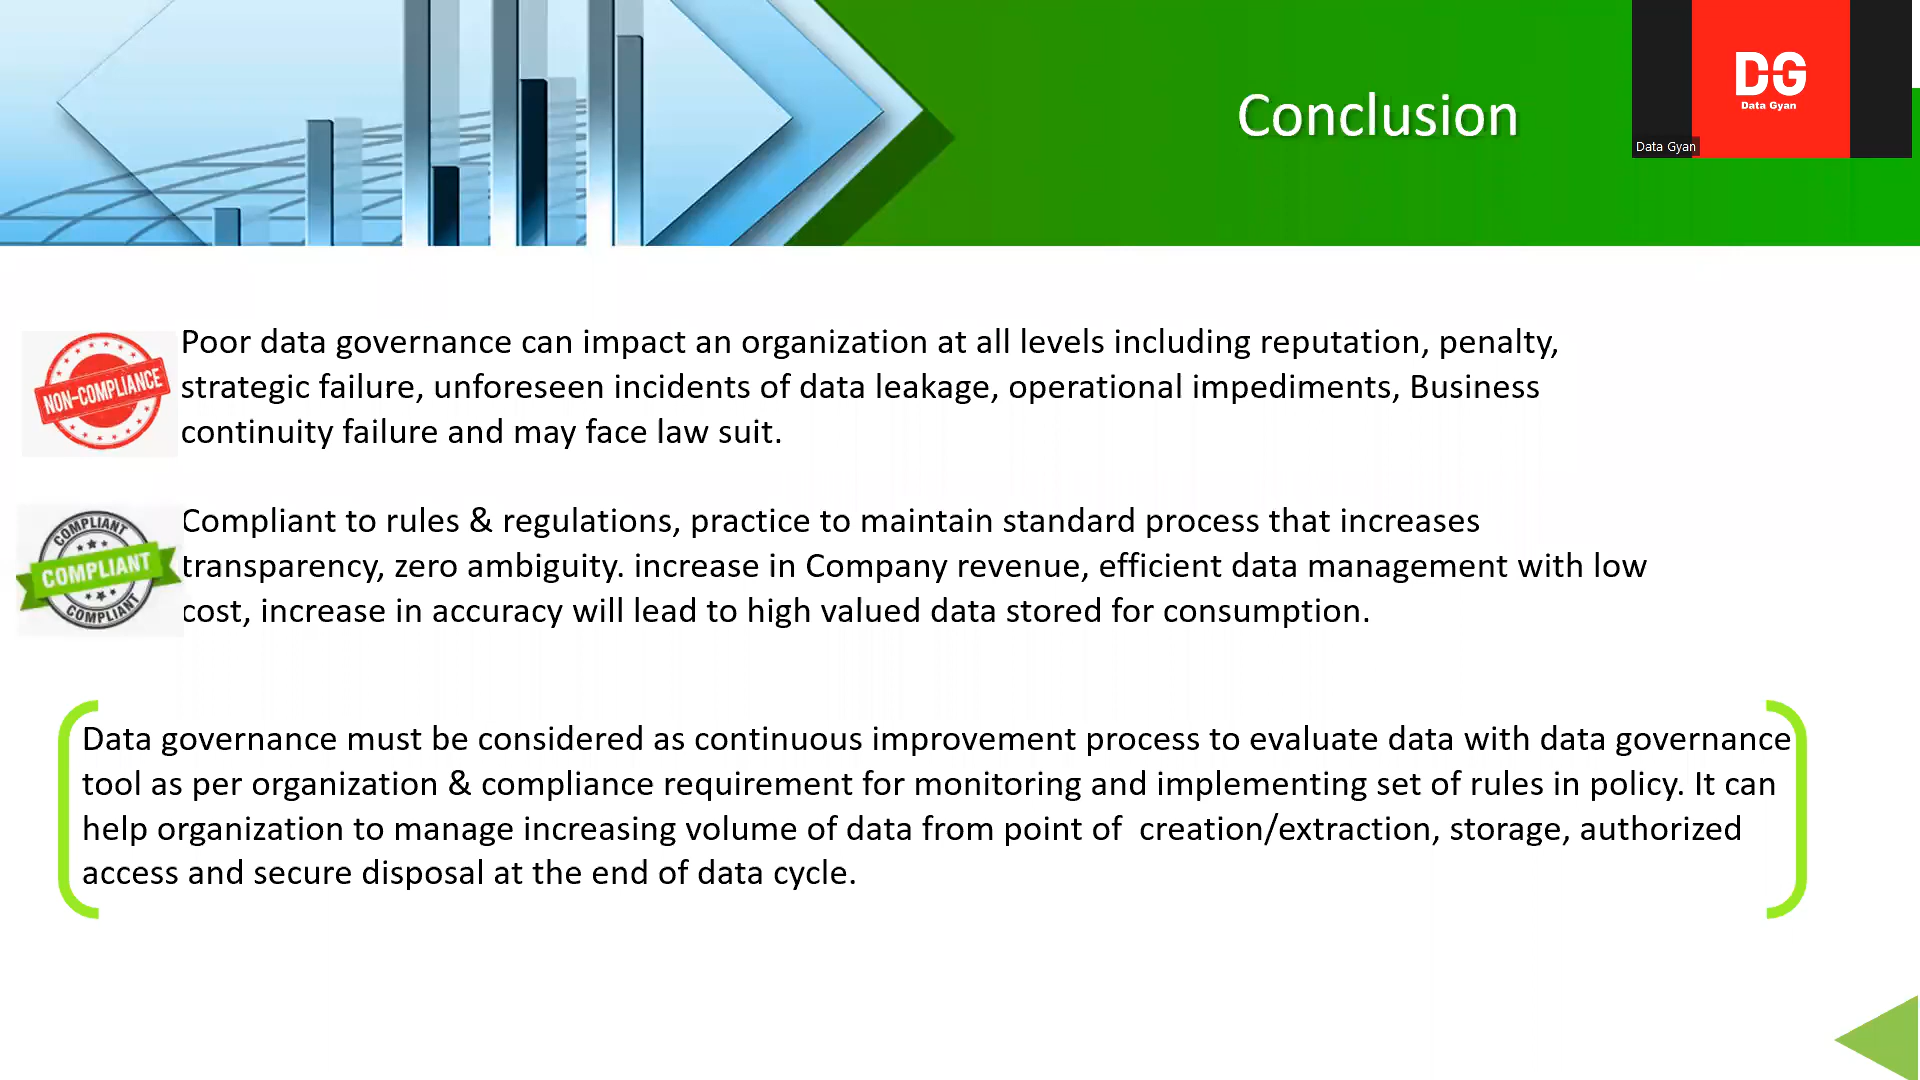 Conclusion
DG
Data Gyan
Data Gyan
Poor data governance can impact an organization at all levels including reputation, penalty,
strategic failure, unforeseen incidents of data leakage, operational impediments, Business
continuity failure and may face law suit.
NON-COMPLIANCE
Compliant to rules & regulations, practice to maintain standard process that increases
transparency, zero ambiguity. increase in Company revenue, efficient data management with low
cost, increase in accuracy will lead to high valued data stored for consumption.
COMPLIANT
COMPLIANT
COMPLIANT
Data governance must be considered as continuous improvement process to evaluate data with data governance
tool as per organization & compliance requirement for monitoring and implementing set of rules in policy. It can
help organization to manage increasing volume of data from point of  creation/extraction, storage, authorized
access and secure disposal at the end of data cycle.